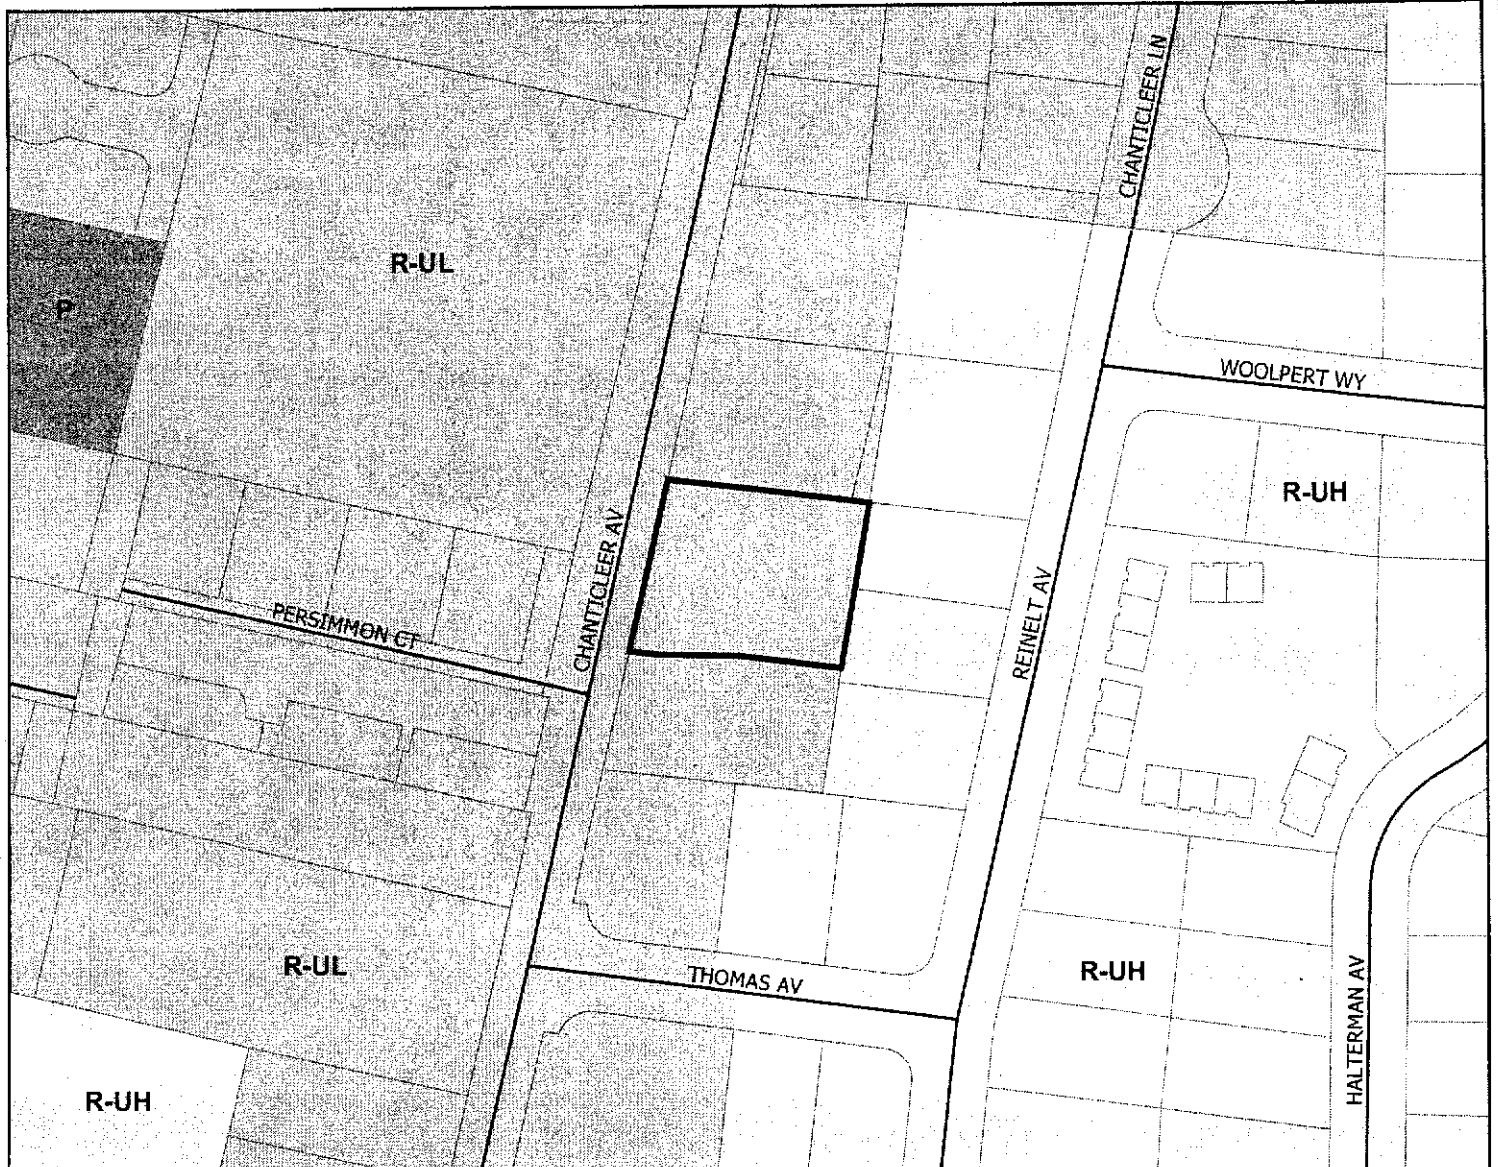 CHANTICLEER LN
R-UL
P
WOOLPERT WY
R-UH
CHANTICLEER AV
PERSIMMON CT
REINELT AV
R-UL
THOMAS AV
R-UH
HALTERMAN AV
R-UH